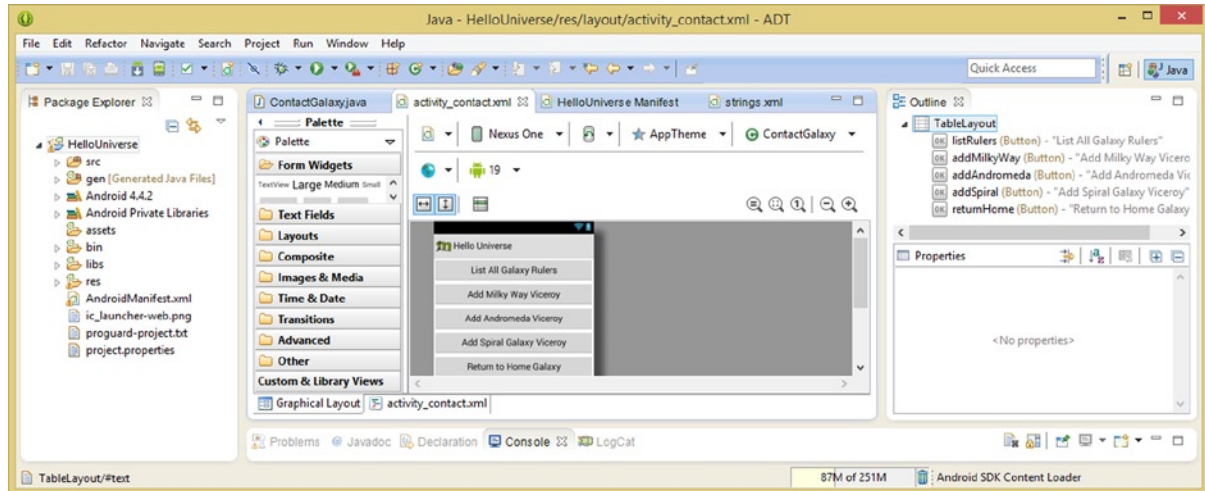 Java - HelloUniverse/res/layout/activity_contact.xml - ADT
File Edit Refactor Navigate Search Project Run Window Help
Quick Access
Java
Package Explorer
HelloUniverse
src
gen [Generated Java Files]
Android 4.4.2
Android Private Libraries
assets
bin
libs
res
AndroidManifest.xml
ic_launcher-web.png
proguard-project.txt
project.properties
ContactGalaxy.java
activity_contact.xml
HelloUniverse Manifest
strings.xml
Palette
Palette
Form Widgets
TextView Large Medium Small
Text Fields
Layouts
Composite
Images & Media
Time & Date
Transitions
Advanced
Other
Custom & Library Views
Nexus One
AppTheme
ContactGalaxy
19
Hello Universe
List All Galaxy Rulers
Add Milky Way Viceroy
Add Andromeda Viceroy
Add Spiral Galaxy Viceroy
Return to Home Galaxy
Graphical Layout
activity_contact.xml
Outline
TableLayout
OK listRulers (Button) - "List All Galaxy Rulers"
OK addMilkyWay (Button) - "Add Milky Way Vicero
OK addAndromeda (Button) - "Add Andromeda Vic
OK addSpiral (Button) - "Add Spiral Galaxy Viceroy"
OK returnHome (Button) - "Return to Home Galaxy
Properties
<No properties>
Problems @ Javadoc Declaration Console LogCat
TableLayout/#text
87M of 251M
Android SDK Content Loader